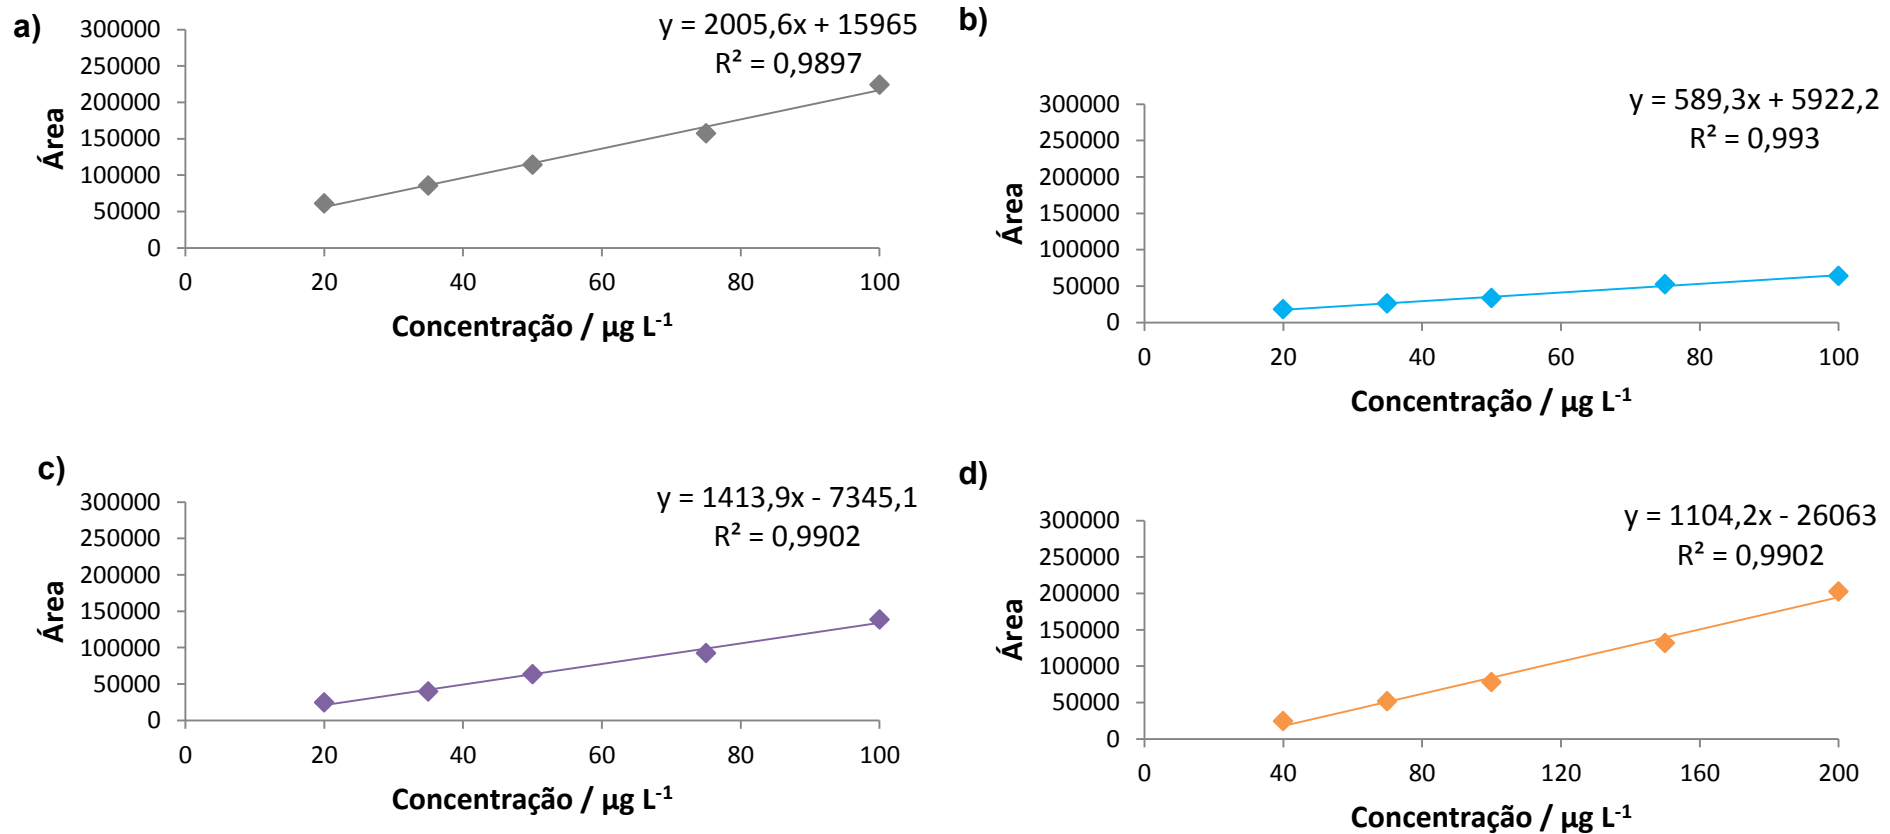 a)
y = 2005,6x + 15965
R² = 0,9897
300000
250000
200000
150000
100000
50000
0
Área
0 20 40 60 80 100
Concentração / µg L⁻¹
b)
y = 589,3x + 5922,2
R² = 0,993
300000
250000
200000
150000
100000
50000
0
Área
0 20 40 60 80 100
Concentração / µg L⁻¹
c)
y = 1413,9x - 7345,1
R² = 0,9902
300000
250000
200000
150000
100000
50000
0
Área
0 20 40 60 80 100
Concentração / µg L⁻¹
d)
y = 1104,2x - 26063
R² = 0,9902
300000
250000
200000
150000
100000
50000
0
Área
0 40 80 120 160 200
Concentração / µg L⁻¹